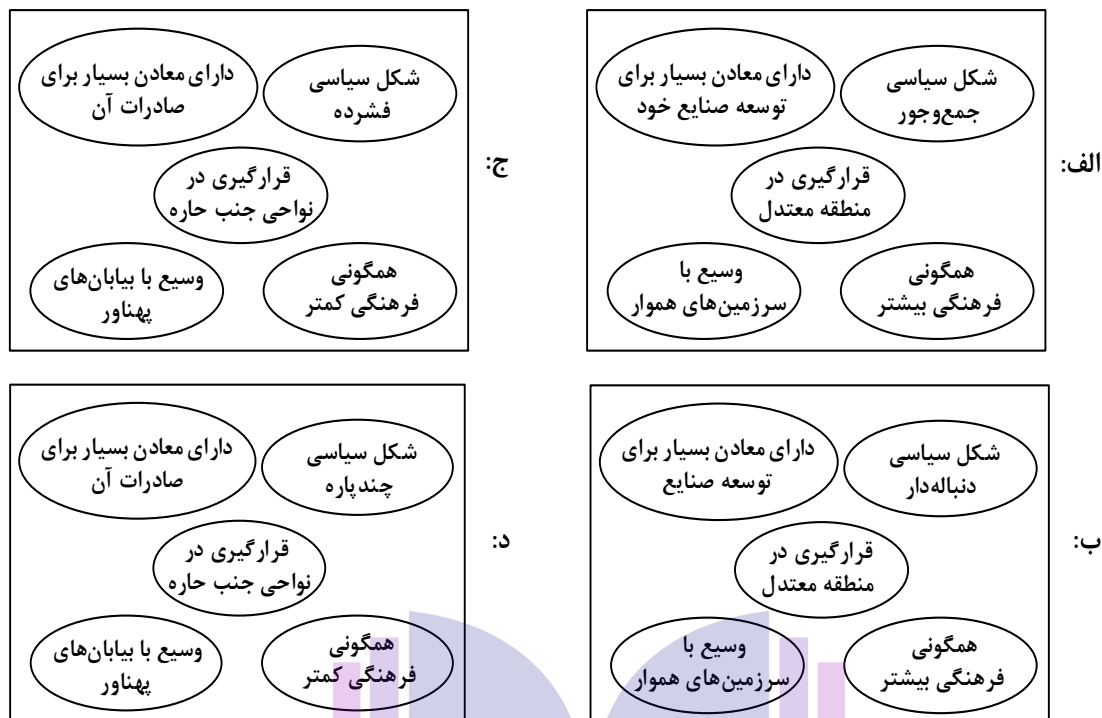 الف:
شکل سیاسی
جمع‌وجور
دارای معادن بسیار برای
توسعه صنایع خود
قرارگیری در
منطقه معتدل
همگونی
فرهنگی بیشتر
وسیع با
سرزمین‌های هموار
ج:
شکل سیاسی
فشرده
دارای معادن بسیار برای
صادرات آن
قرارگیری در
نواحی جنب حاره
همگونی
فرهنگی کمتر
وسیع با بیابان‌های
پهناور
ب:
شکل سیاسی
دنباله‌دار
دارای معادن بسیار برای
توسعه صنایع
قرارگیری در
منطقه معتدل
همگونی
فرهنگی بیشتر
وسیع با
سرزمین‌های هموار
د:
شکل سیاسی
چندپاره
دارای معادن بسیار برای
صادرات آن
قرارگیری در
نواحی جنب حاره
همگونی
فرهنگی کمتر
وسیع با بیابان‌های
پهناور